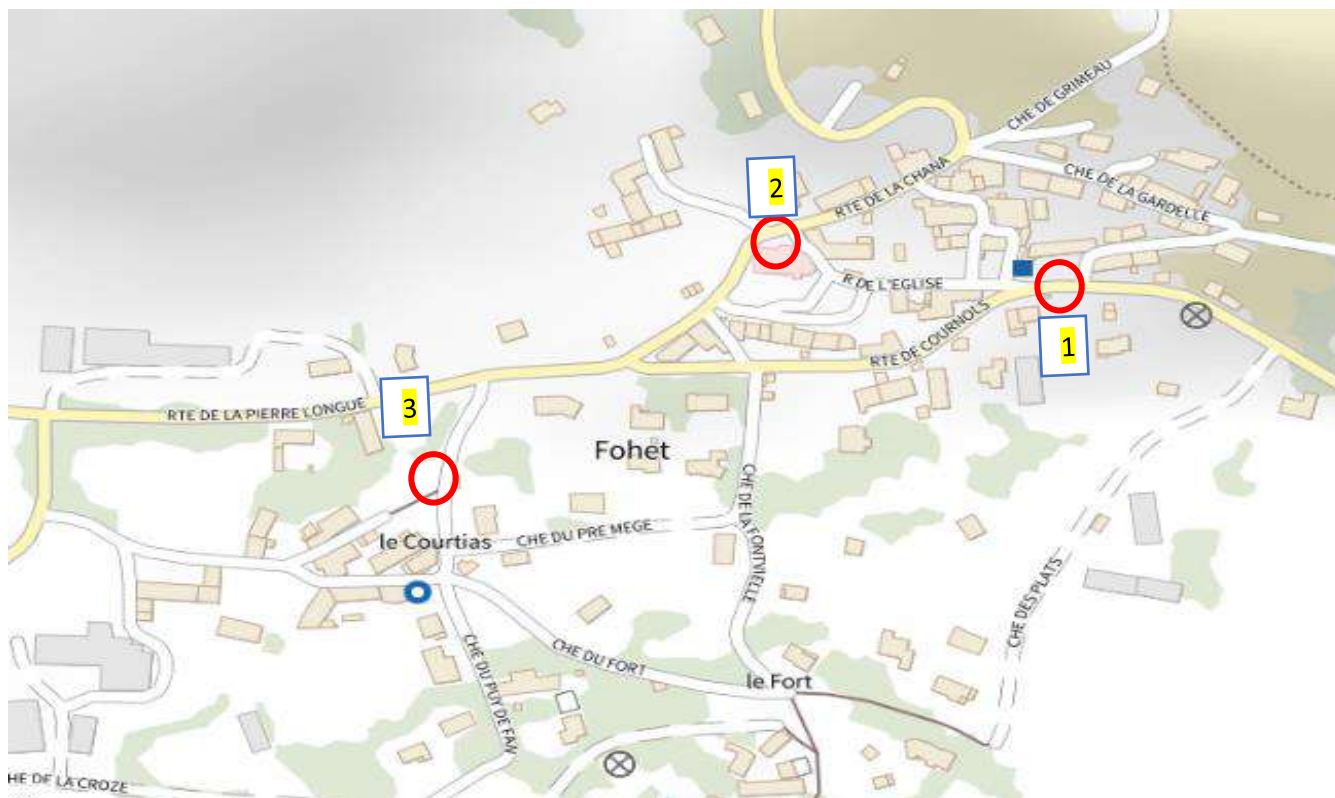 CHE DE GRIMEAU
2
RTE DE LA CHANA
CHE DE LA GARDELLE
R DE L'EGLISE
1
RTE DE COURNOLS
3
RTE DE LA PIERRE LONGUE
Fohet
CHE DE LA FONTVIELLE
le Courtias
CHE DU PRE MEGE
CHE DES PLATS
CHE DU FORT
CHE DU PUY DE FAN
le Fort
HE DE LA CROZE